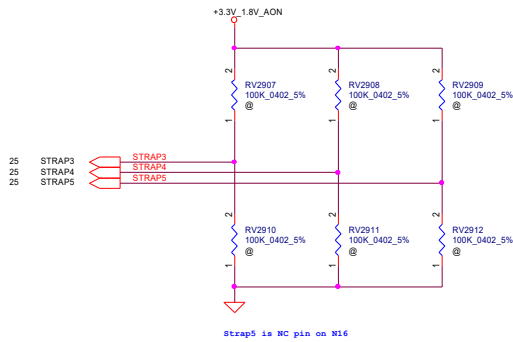 +3.3V_1.8V_AON
2
RV2907
100K_0402_5%
@
1
2
RV2908
100K_0402_5%
@
1
2
RV2909
100K_0402_5%
@
1
25 STRAP3 STRAP3
25 STRAP4 STRAP4
25 STRAP5 STRAP5
2
RV2910
100K_0402_5%
@
1
2
RV2911
100K_0402_5%
@
1
2
RV2912
100K_0402_5%
@
1
Strap5 is NC pin on N16